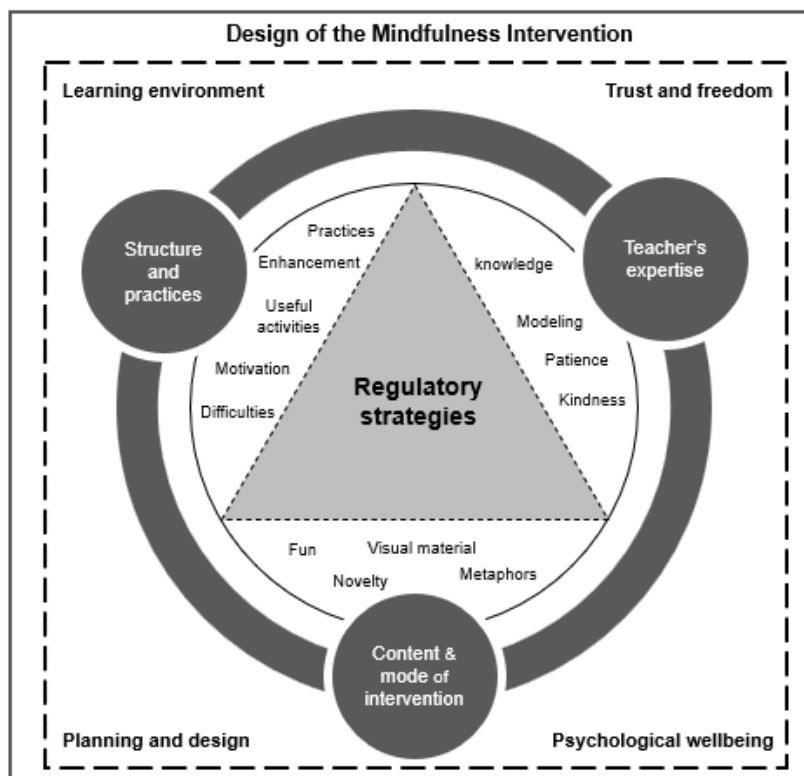 Design of the Mindfulness Intervention
Learning environment
Trust and freedom
Structure
and
practices
Teacher's
expertise
Practices
Enhancement
Useful
activities
Motivation
Difficulties
knowledge
Modeling
Patience
Kindness
Regulatory
strategies
Fun
Visual material
Novelty
Metaphors
Content &
mode of
intervention
Planning and design
Psychological wellbeing